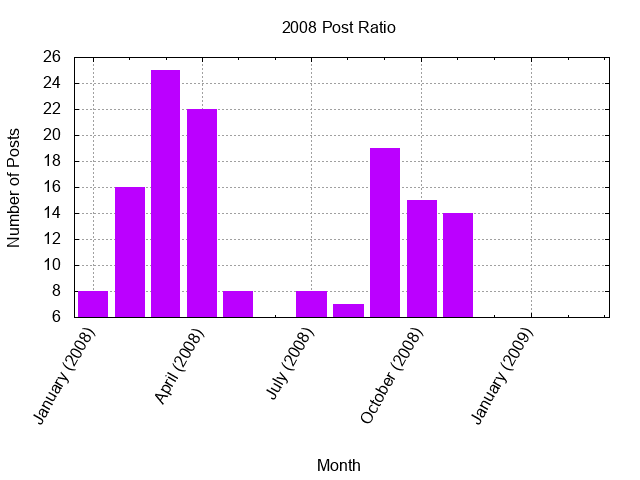 2008 Post Ratio
26
24
22
20
18
16
14
12
10
8
6
Number of Posts
January (2008)
April (2008)
July (2008)
October (2008)
January (2009)
Month